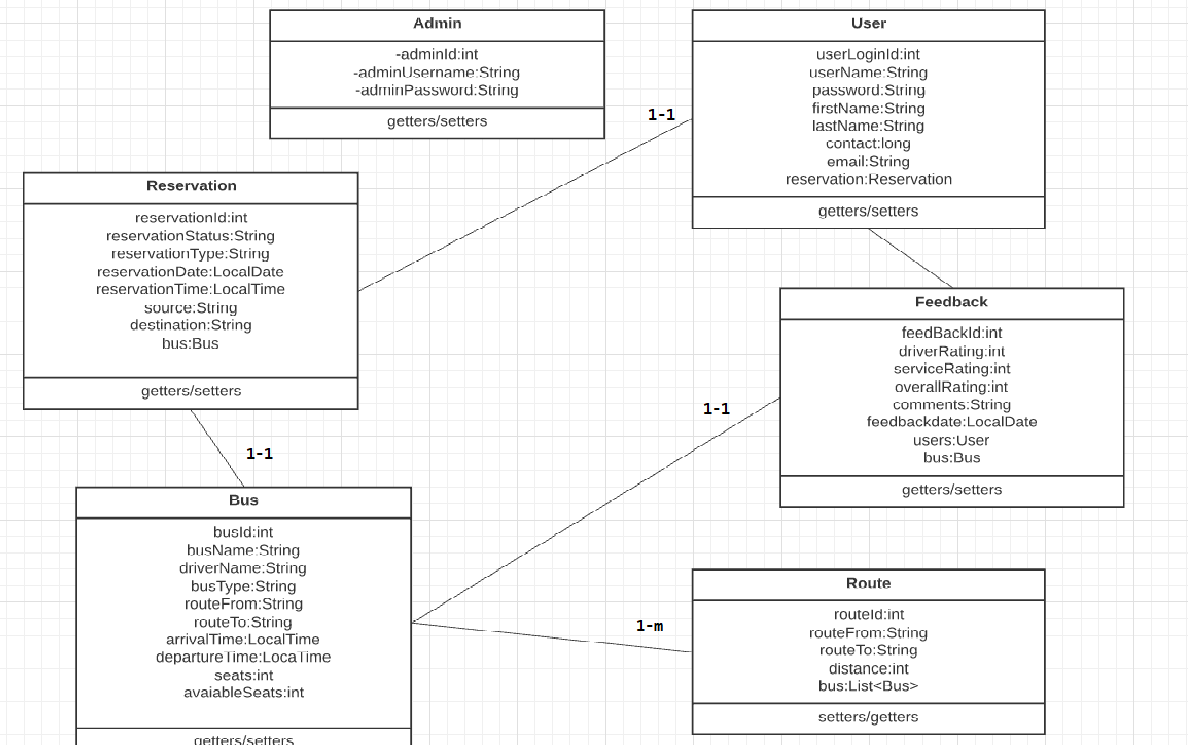 Admin
-adminId:int
-adminUsername:String
-adminPassword:String
getters/setters
User
userLoginId:int
userName:String
password:String
firstName:String
lastName:String
contact:long
email:String
reservation:Reservation
getters/setters
1-1
Reservation
reservationId:int
reservationStatus:String
reservationType:String
reservationDate:LocalDate
reservationTime:LocalTime
source:String
destination:String
bus:Bus
getters/setters
Feedback
feedBackId:int
driverRating:int
serviceRating:int
overallRating:int
comments:String
feedbackdate:LocalDate
users:User
bus:Bus
getters/setters
1-1
1-1
Bus
busId:int
busName:String
driverName:String
busType:String
routeFrom:String
routeTo:String
arrivalTime:LocalTime
departureTime:LocaTime
seats:int
avaiableSeats:int
getters/setters
1-m
Route
routeId:int
routeFrom:String
routeTo:String
distance:int
bus:List<Bus>
setters/getters